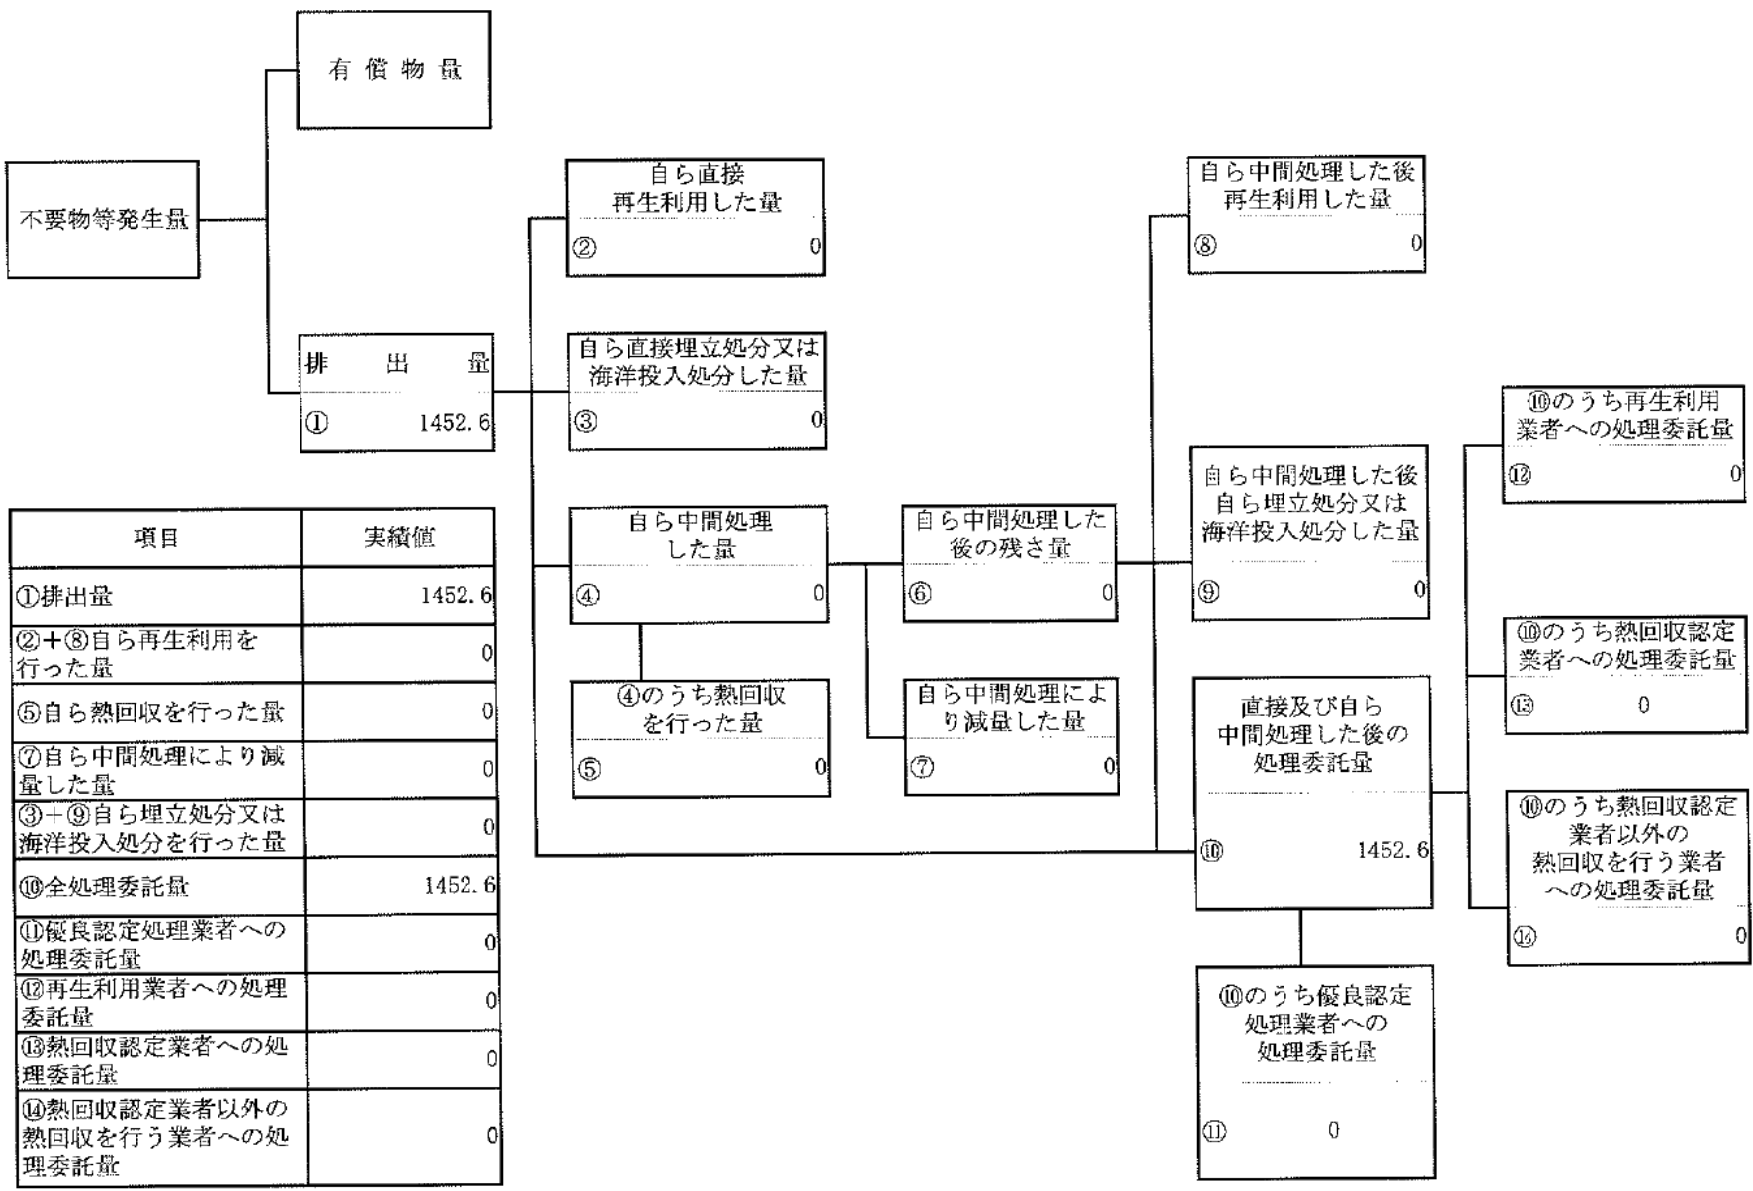 有償物量
不要物等発生量
排出量
① 1452.6
自ら直接
再生利用した量
② 0
自ら直接埋立処分又は
海洋投入処分した量
③ 0
自ら中間処理
した量
④ 0
④のうち熱回収
を行った量
⑤ 0
自ら中間処理した
後の残さ量
⑥ 0
自ら中間処理によ
り減量した量
⑦ 0
自ら中間処理した後
再生利用した量
⑧ 0
自ら中間処理した後
自ら埋立処分又は
海洋投入処分した量
⑨ 0
直接及び自ら
中間処理した後の
処理委託量
⑩ 1452.6
⑩のうち優良認定
処理業者への
処理委託量
⑪ 0
⑩のうち再生利用
業者への処理委託量
⑫ 0
⑩のうち熱回収認定
業者への処理委託量
⑬ 0
⑩のうち熱回収認定
業者以外の
熱回収を行う業者
への処理委託量
⑭ 0
項目 実績値
①排出量 1452.6
②+⑧自ら再生利用を
行った量 0
⑤自ら熱回収を行った量 0
⑦自ら中間処理により減
量した量 0
③+⑨自ら埋立処分又は
海洋投入処分を行った量 0
⑩全処理委託量 1452.6
⑪優良認定処理業者への
処理委託量 0
⑫再生利用業者への処理
委託量 0
⑬熱回収認定業者への処
理委託量 0
⑭熱回収認定業者以外の
熱回収を行う業者への処
理委託量 0